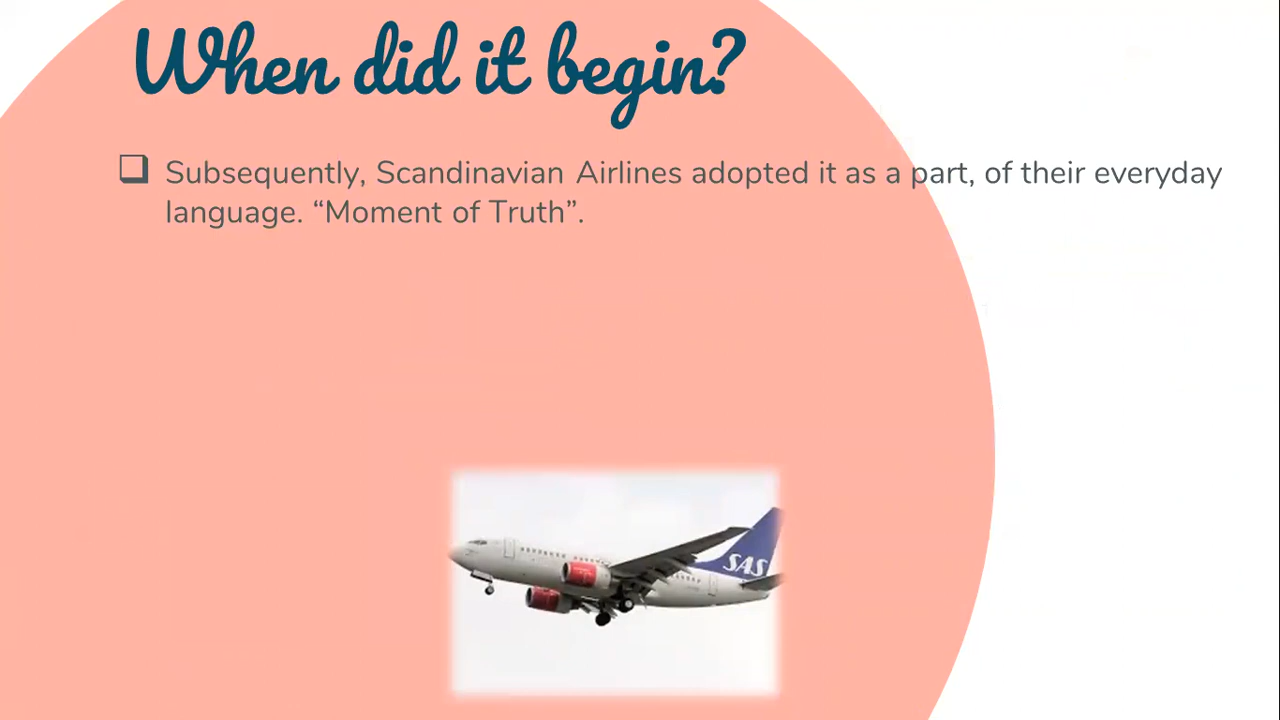 When did it begin?
❑ Subsequently, Scandinavian Airlines adopted it as a part, of their everyday
language. “Moment of Truth”.
SAS